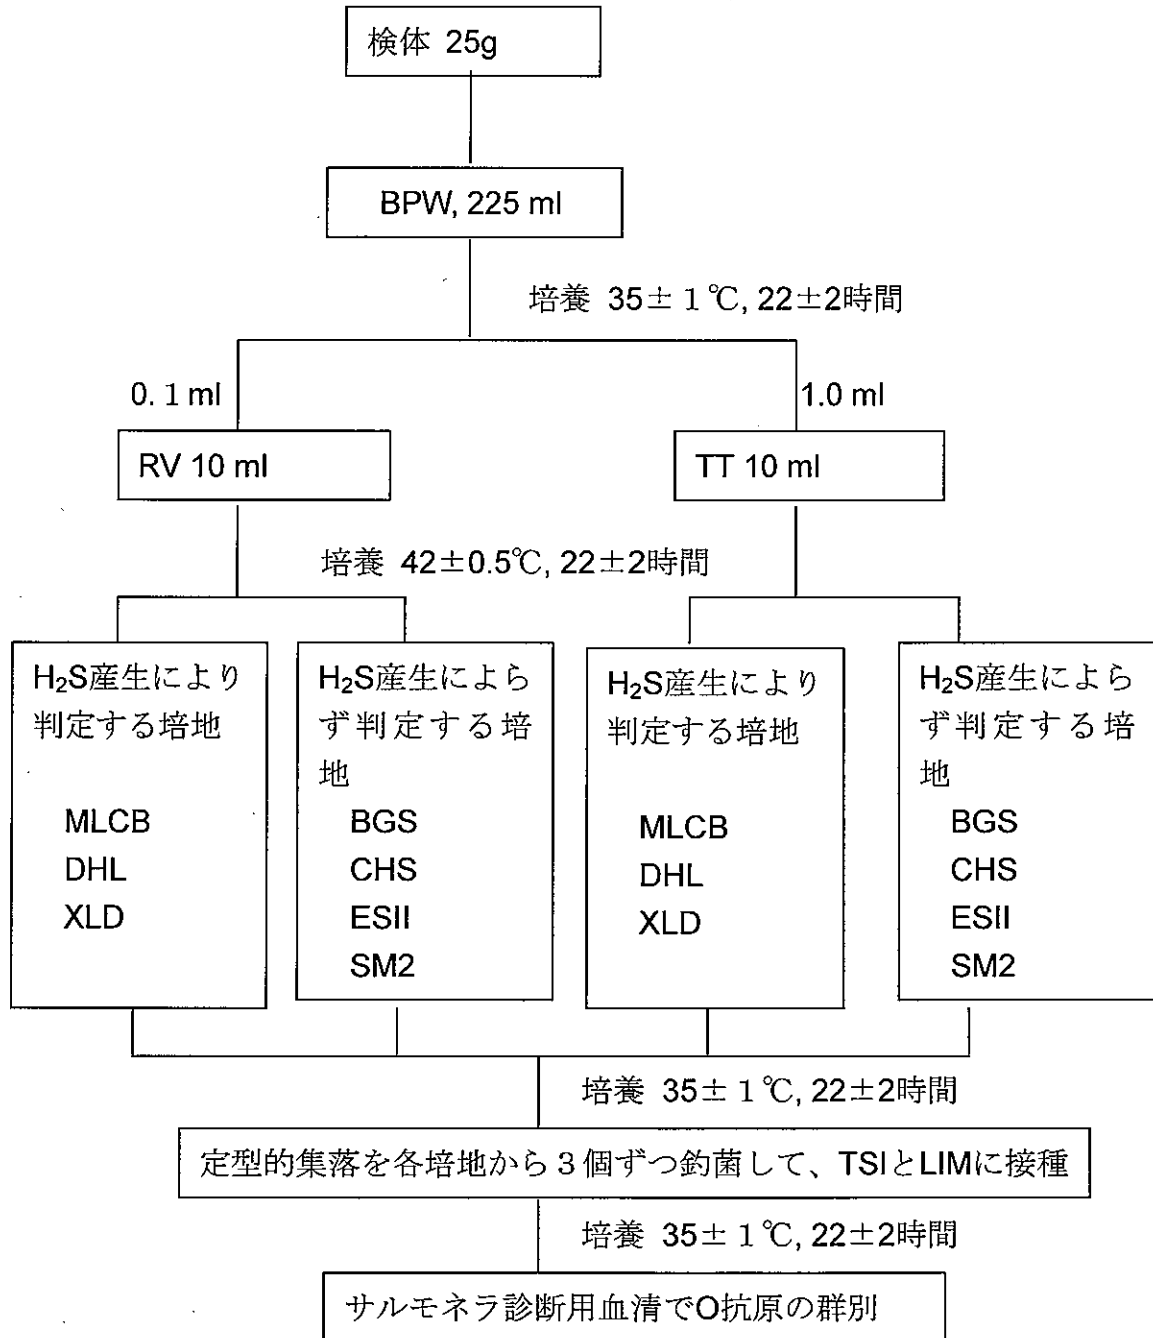 検体 25g
BPW, 225 ml
培養 35±1℃, 22±2時間
0.1 ml
1.0 ml
RV 10 ml
TT 10 ml
培養 42±0.5℃, 22±2時間
H₂S産生により
判定する培地
MLCB
DHL
XLD
H₂S産生によら
ず判定する培
地
BGS
CHS
ESII
SM2
H₂S産生により
判定する培地
MLCB
DHL
XLD
H₂S産生によら
ず判定する培
地
BGS
CHS
ESII
SM2
培養 35±1℃, 22±2時間
定型的集落を各培地から3個ずつ釣菌して、TSIとLIMに接種
培養 35±1℃, 22±2時間
サルモネラ診断用血清でO抗原の群別